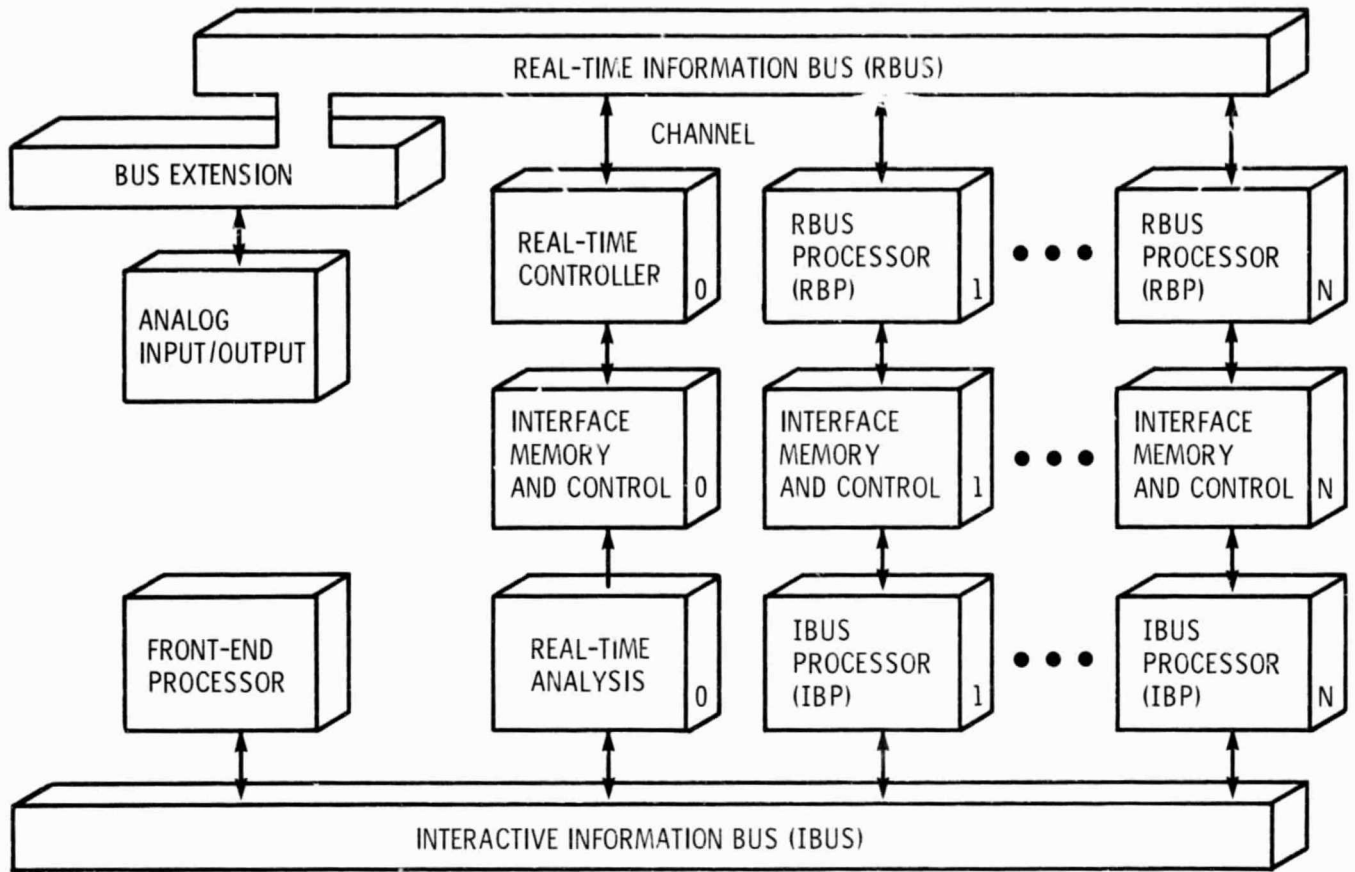 REAL-TIME INFORMATION BUS (RBUS)
CHANNEL
BUS EXTENSION
REAL-TIME
CONTROLLER
0
RBUS
PROCESSOR
(RBP)
1
RBUS
PROCESSOR
(RBP)
N
ANALOG
INPUT/OUTPUT
INTERFACE
MEMORY
AND CONTROL
0
INTERFACE
MEMORY
AND CONTROL
1
INTERFACE
MEMORY
AND CONTROL
N
FRONT-END
PROCESSOR
REAL-TIME
ANALYSIS
0
IBUS
PROCESSOR
(IBP)
1
IBUS
PROCESSOR
(IBP)
N
INTERACTIVE INFORMATION BUS (IBUS)